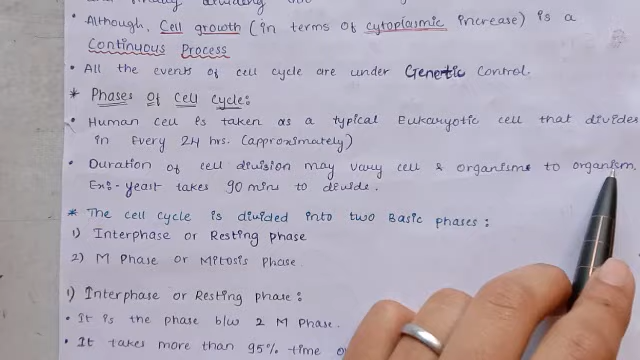 • Although, Cell growth (in terms of cytoplasmic increase) is a
Continuous Process
• All the events of cell cycle are under Genetic Control.
* Phases of Cell Cycle:
• Human cell is taken as a typical Eukaryotic cell that divides
in Every 24 hrs. (approximately)
• Duration of cell division may vary cell & organisms to organism.
Ex:- yeast takes 90 mins to divide.
* The cell cycle is divided into two Basic phases:
1) Interphase or Resting phase
2) M Phase or Mitosis Phase.
1) Interphase or Resting phase:
• It is the phase b/w 2 M Phase.
• It takes more than 95% time